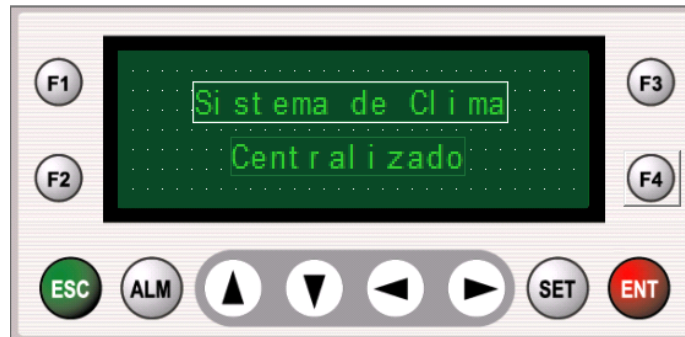 F1
F3
Sistema de Clima
Centralizado
F2
F4
ESC ALM SET ENT